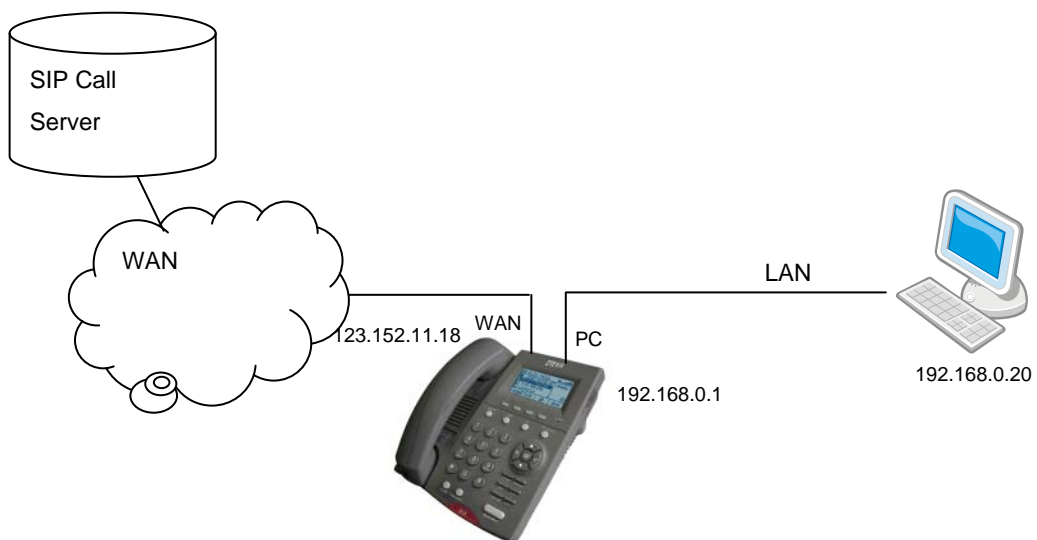 SIP Call
Server
WAN
LAN
123.152.11.18
WAN
PC
192.168.0.1
192.168.0.20